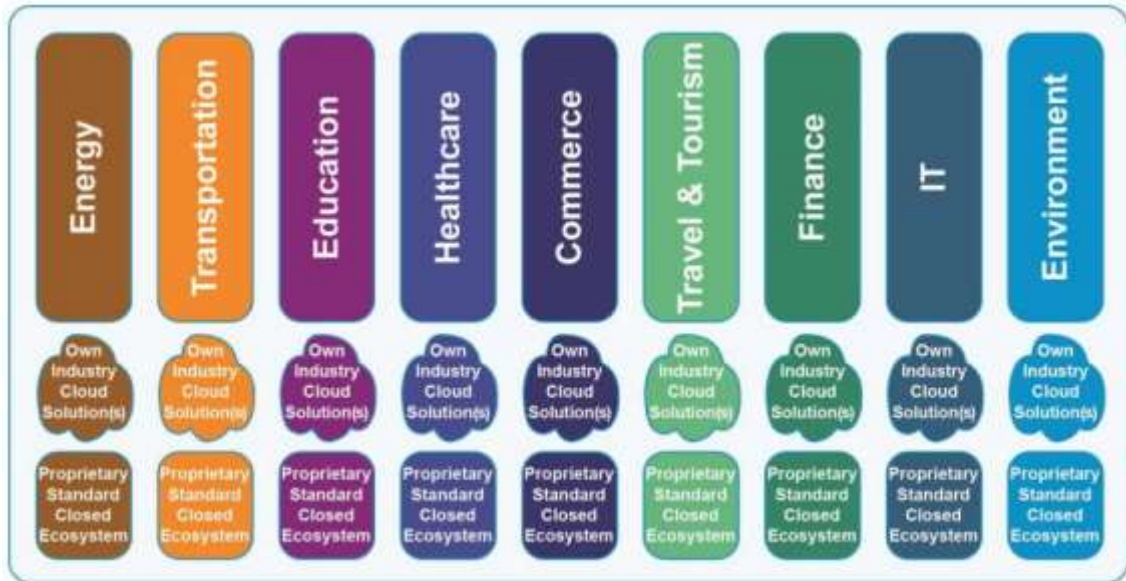 Energy
Transportation
Education
Healthcare
Commerce
Travel & Tourism
Finance
IT
Environment
Own
Industry
Cloud
Solution(s)
Own
Industry
Cloud
Solution(s)
Own
Industry
Cloud
Solution(s)
Own
Industry
Cloud
Solution(s)
Own
Industry
Cloud
Solution(s)
Own
Industry
Cloud
Solution(s)
Own
Industry
Cloud
Solution(s)
Own
Industry
Cloud
Solution(s)
Own
Industry
Cloud
Solution(s)
Proprietary
Standard
Closed
Ecosystem
Proprietary
Standard
Closed
Ecosystem
Proprietary
Standard
Closed
Ecosystem
Proprietary
Standard
Closed
Ecosystem
Proprietary
Standard
Closed
Ecosystem
Proprietary
Standard
Closed
Ecosystem
Proprietary
Standard
Closed
Ecosystem
Proprietary
Standard
Closed
Ecosystem
Proprietary
Standard
Closed
Ecosystem